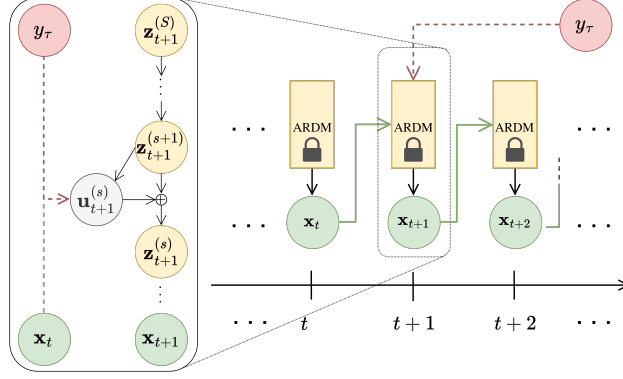 y_τ
z_{t+1}^{(S)}
z_{t+1}^{(s+1)}
u_{t+1}^{(s)}
z_{t+1}^{(s)}
x_t
x_{t+1}
y_τ
ARDM ARDM ARDM
x_t x_{t+1} x_{t+2}
t t + 1 t + 2